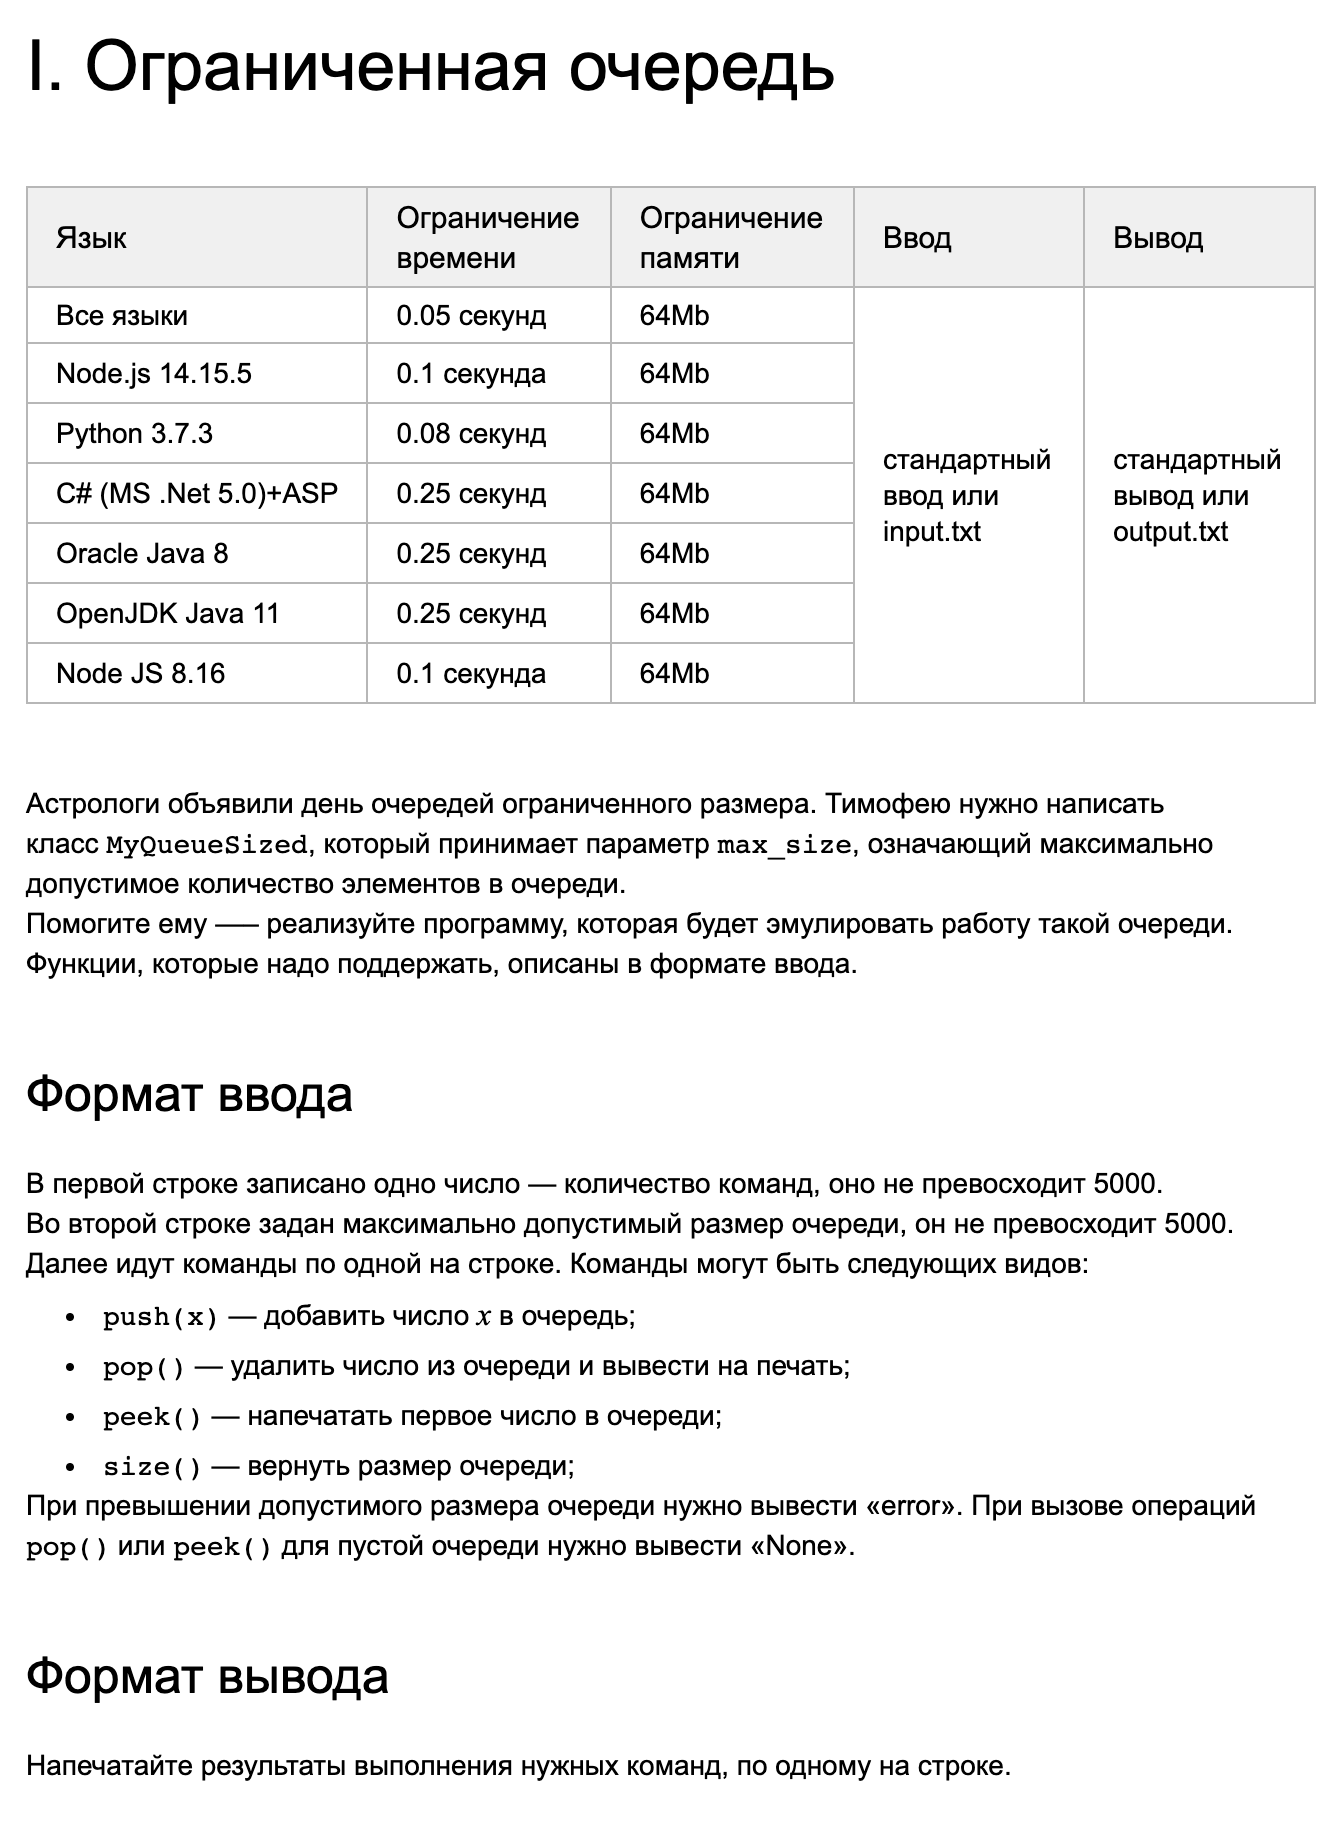 I. Ограниченная очередь
Язык
Ограничение времени
Ограничение памяти
Ввод
Вывод
Все языки
0.05 секунд
64Mb
стандартный ввод или input.txt
стандартный вывод или output.txt
Node.js 14.15.5
0.1 секунда
64Mb
Python 3.7.3
0.08 секунд
64Mb
C# (MS .Net 5.0)+ASP
0.25 секунд
64Mb
Oracle Java 8
0.25 секунд
64Mb
OpenJDK Java 11
0.25 секунд
64Mb
Node JS 8.16
0.1 секунда
64Mb
Астрологи объявили день очередей ограниченного размера. Тимофею нужно написать
класс MyQueueSized, который принимает параметр max_size, означающий максимально
допустимое количество элементов в очереди.
Помогите ему –— реализуйте программу, которая будет эмулировать работу такой очереди.
Функции, которые надо поддержать, описаны в формате ввода.
Формат ввода
В первой строке записано одно число — количество команд, оно не превосходит 5000.
Во второй строке задан максимально допустимый размер очереди, он не превосходит 5000.
Далее идут команды по одной на строке. Команды могут быть следующих видов:
• push(x) — добавить число x в очередь;
• pop() — удалить число из очереди и вывести на печать;
• peek() — напечатать первое число в очереди;
• size() — вернуть размер очереди;
При превышении допустимого размера очереди нужно вывести «error». При вызове операций
pop() или peek() для пустой очереди нужно вывести «None».
Формат вывода
Напечатайте результаты выполнения нужных команд, по одному на строке.